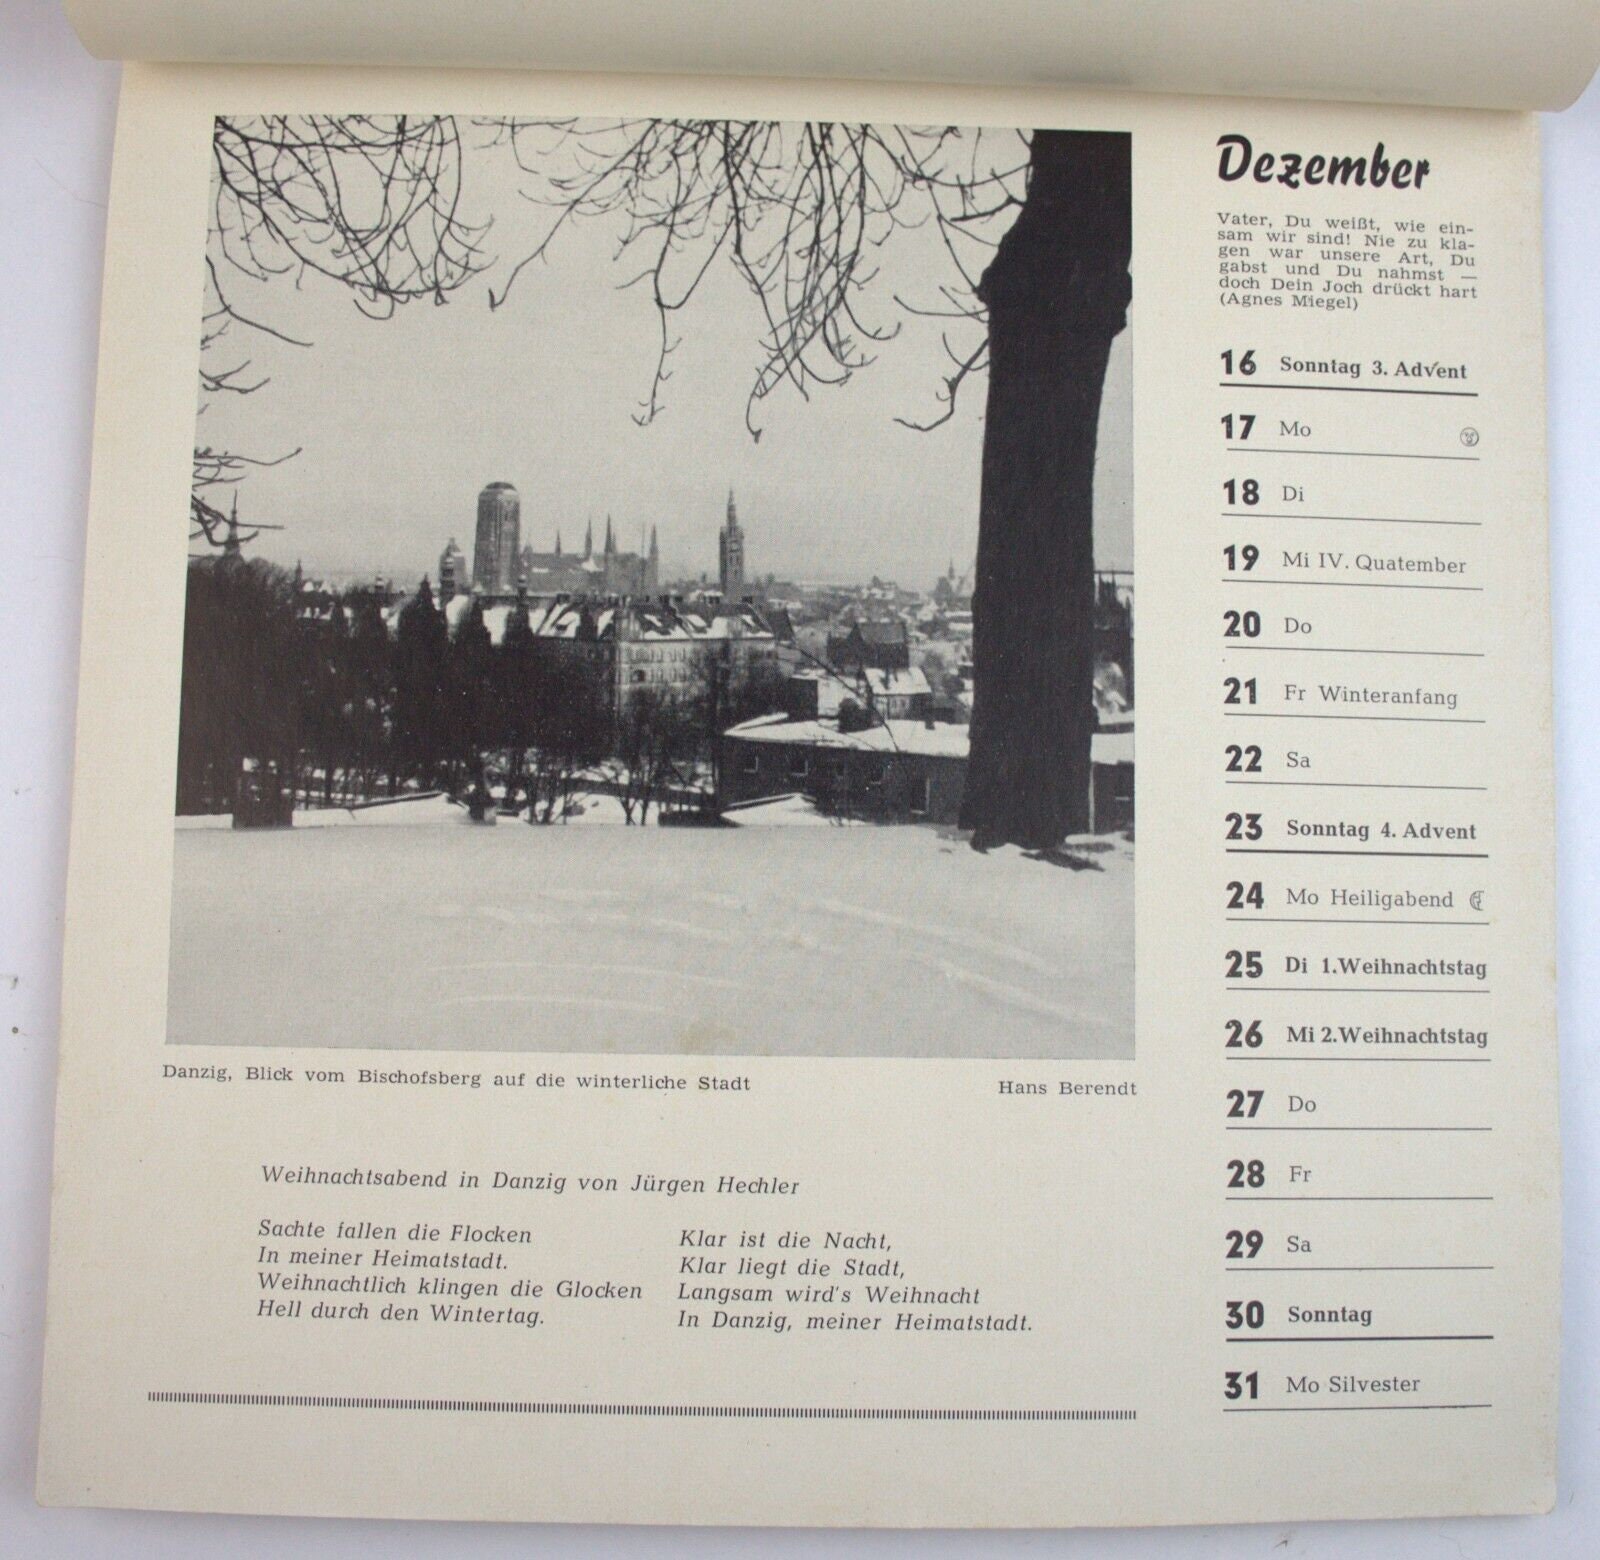 Dezember
Vater, Du weißt, wie ein-
sam wir sind! Nie zu kla-
gen war unsere Art, Du
gabst und Du nahmst —
doch Dein Joch drückt hart
(Agnes Miegel)
16 Sonntag 3. Advent
17 Mo
18 Di
19 Mi IV. Quatember
20 Do
21 Fr Winteranfang
22 Sa
23 Sonntag 4. Advent
24 Mo Heiligabend
25 Di 1.Weihnachtstag
26 Mi 2.Weihnachtstag
27 Do
28 Fr
29 Sa
30 Sonntag
31 Mo Silvester
Danzig, Blick vom Bischofsberg auf die winterliche Stadt
Hans Berendt
Weihnachtsabend in Danzig von Jürgen Hechler
Sachte fallen die Flocken
In meiner Heimatstadt.
Weihnachtlich klingen die Glocken
Hell durch den Wintertag.
Klar ist die Nacht,
Klar liegt die Stadt,
Langsam wird's Weihnacht
In Danzig, meiner Heimatstadt.